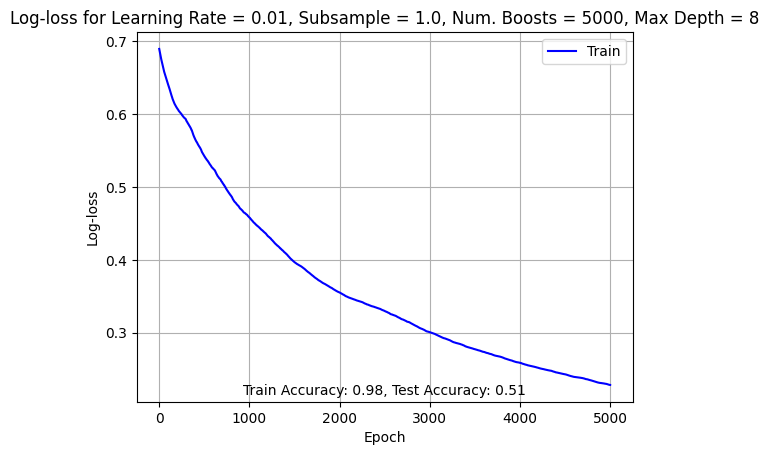 Log-loss for Learning Rate = 0.01, Subsample = 1.0, Num. Boosts = 5000, Max Depth = 8
Train
0.7
0.6
0.5
0.4
0.3
Log-loss
Train Accuracy: 0.98, Test Accuracy: 0.51
0 1000 2000 3000 4000 5000
Epoch